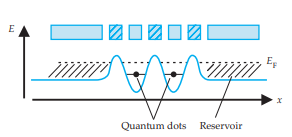 E
E_F
x
Quantum dots Reservoir